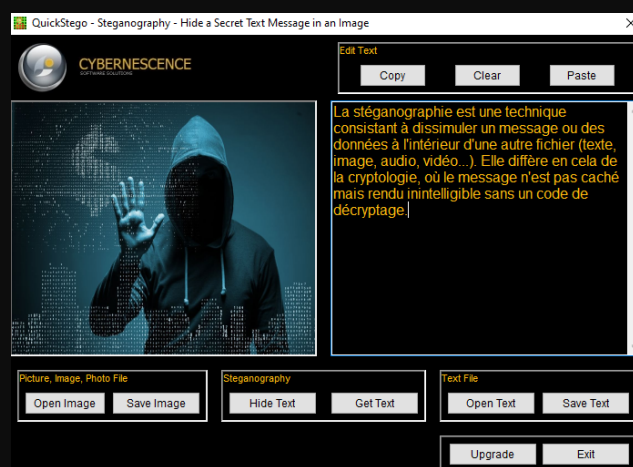 QuickStego - Steganography - Hide a Secret Text Message in an Image
CYBERNESCENCE
SOFTWARE SOLUTIONS
Edit Text
Copy
Clear
Paste
La stéganographie est une technique
consistant à dissimuler un message ou des
données à l'intérieur d'une autre fichier (texte,
image, audio, vidéo...). Elle diffère en cela de
la cryptologie, où le message n'est pas caché
mais rendu inintelligible sans un code de
décryptage.
Picture, Image, Photo File
Open Image
Save Image
Steganography
Hide Text
Get Text
Text File
Open Text
Save Text
Upgrade
Exit